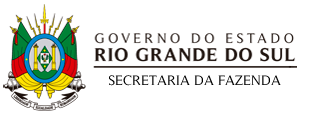 GOVERNO DO ESTADO
RIO GRANDE DO SUL
SECRETARIA DA FAZENDA